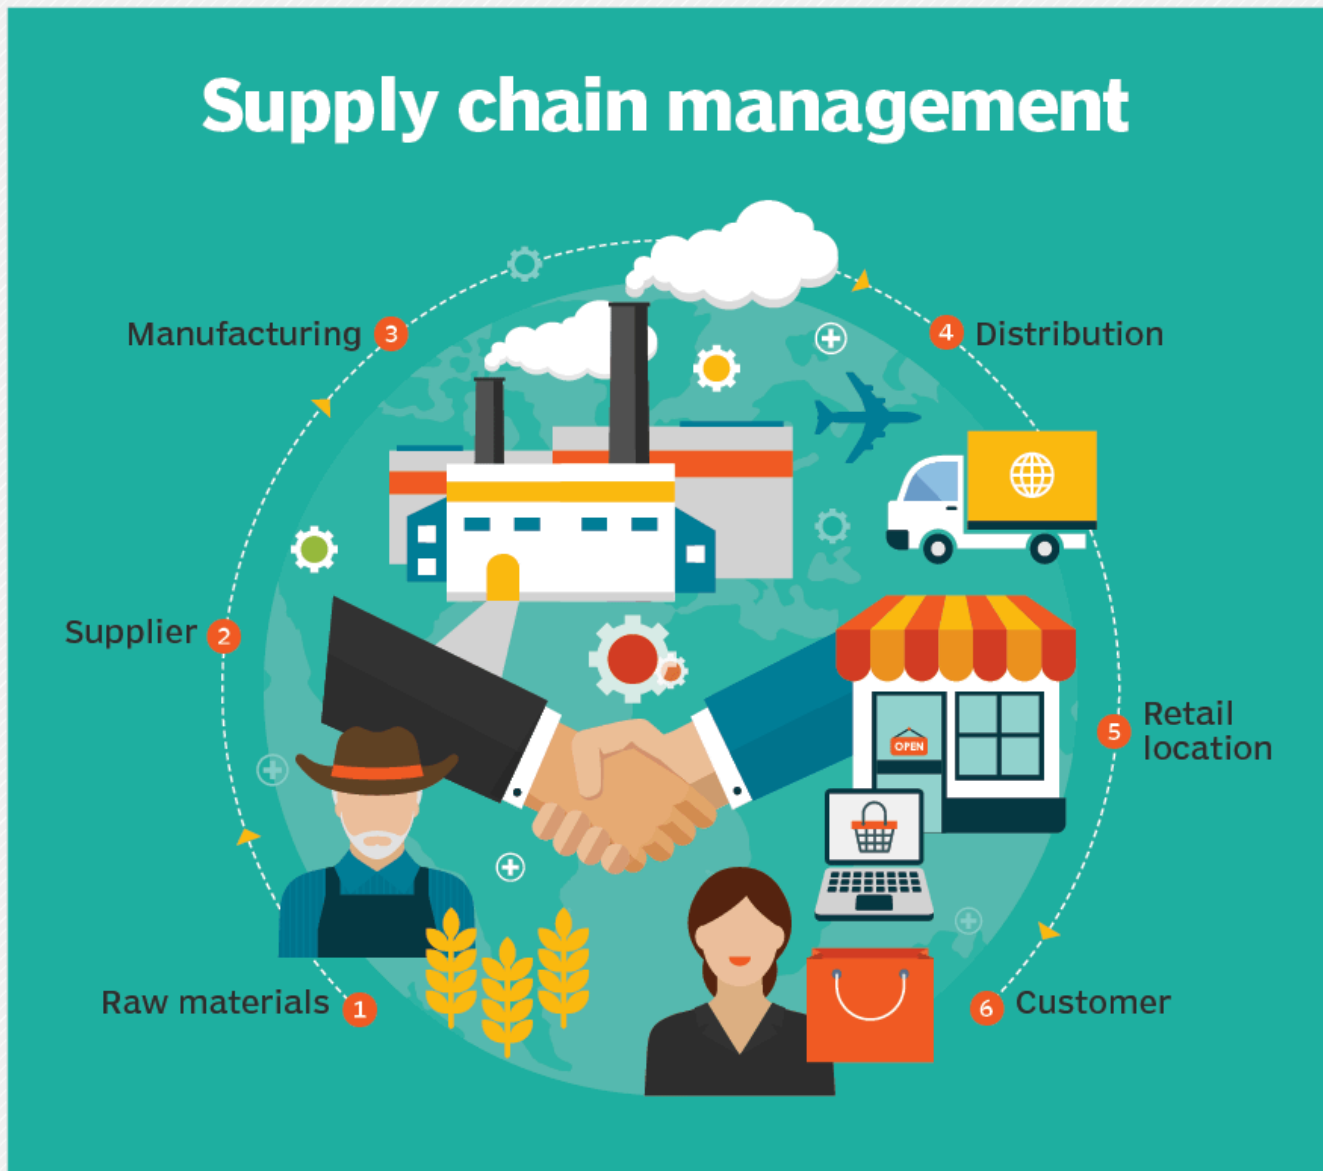 Supply chain management
Manufacturing 3
4 Distribution
Supplier 2
5 Retail
location
OPEN
Raw materials 1
6 Customer